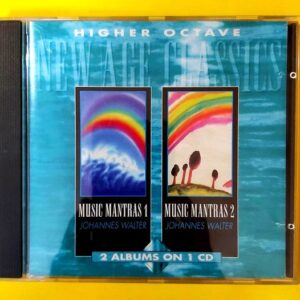 HIGHER OCTAVE
NEW AGE CLASSICS
MUSIC MANTRAS 1
JOHANNES WALTER
MUSIC MANTRAS 2
JOHANNES WALTER
2 ALBUMS ON 1 CD